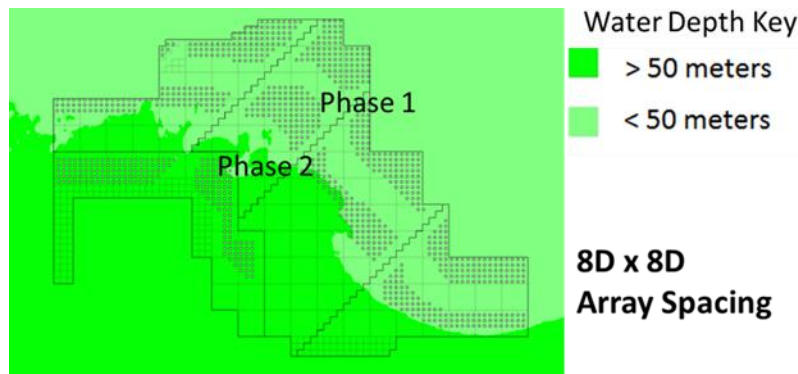 Water Depth Key
> 50 meters
< 50 meters
Phase 1
Phase 2
8D x 8D
Array Spacing